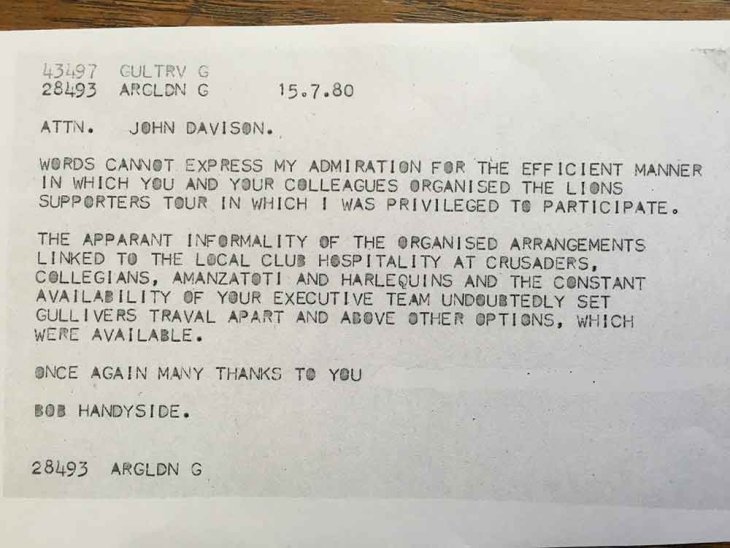 43497 GULTRV G
28493 ARGLDN G 15.7.80
ATTN. JOHN DAVISON.
WORDS CANNOT EXPRESS MY ADMIRATION FOR THE EFFICIENT MANNER
IN WHICH YOU AND YOUR COLLEAGUES ORGANISED THE LIONS
SUPPORTERS TOUR IN WHICH I WAS PRIVILEGED TO PARTICIPATE.
THE APPARANT INFORMALITY OF THE ORGANISED ARRANGEMENTS
LINKED TO THE LOCAL CLUB HOSPITALITY AT CRUSADERS,
COLLEGIANS, AMANZATOTI AND HARLEQUINS AND THE CONSTANT
AVAILABILITY OF YOUR EXECUTIVE TEAM UNDOUBTEDLY SET
GULLIVERS TRAVAL APART AND ABOVE OTHER OPTIONS, WHICH
WERE AVAILABLE.
ONCE AGAIN MANY THANKS TO YOU
BOB HANDYSIDE.
28493 ARGLDN G